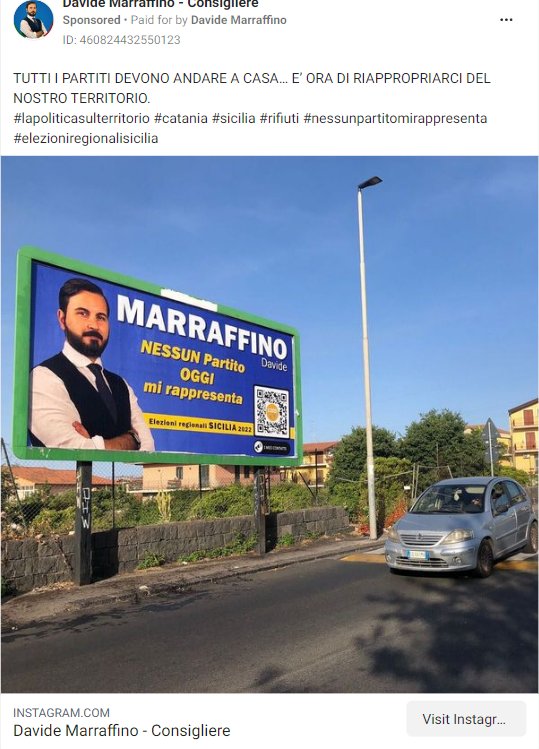 Davide Marraffino - Consigliere
Sponsored • Paid for by Davide Marraffino
ID: 460824432550123
TUTTI I PARTITI DEVONO ANDARE A CASA... E' ORA DI RIAPPROPRIARCI DEL
NOSTRO TERRITORIO.
#lapoliticasulterritorio #catania #sicilia #rifiuti #nessunpartitomirappresenta
#elezioniregionalisicilia
MARRAFFINO
Davide
NESSUN Partito
OGGI
mi rappresenta
Elezioni regionali SICILIA 2022
INSTAGRAM.COM
Davide Marraffino - Consigliere
Visit Instagr...